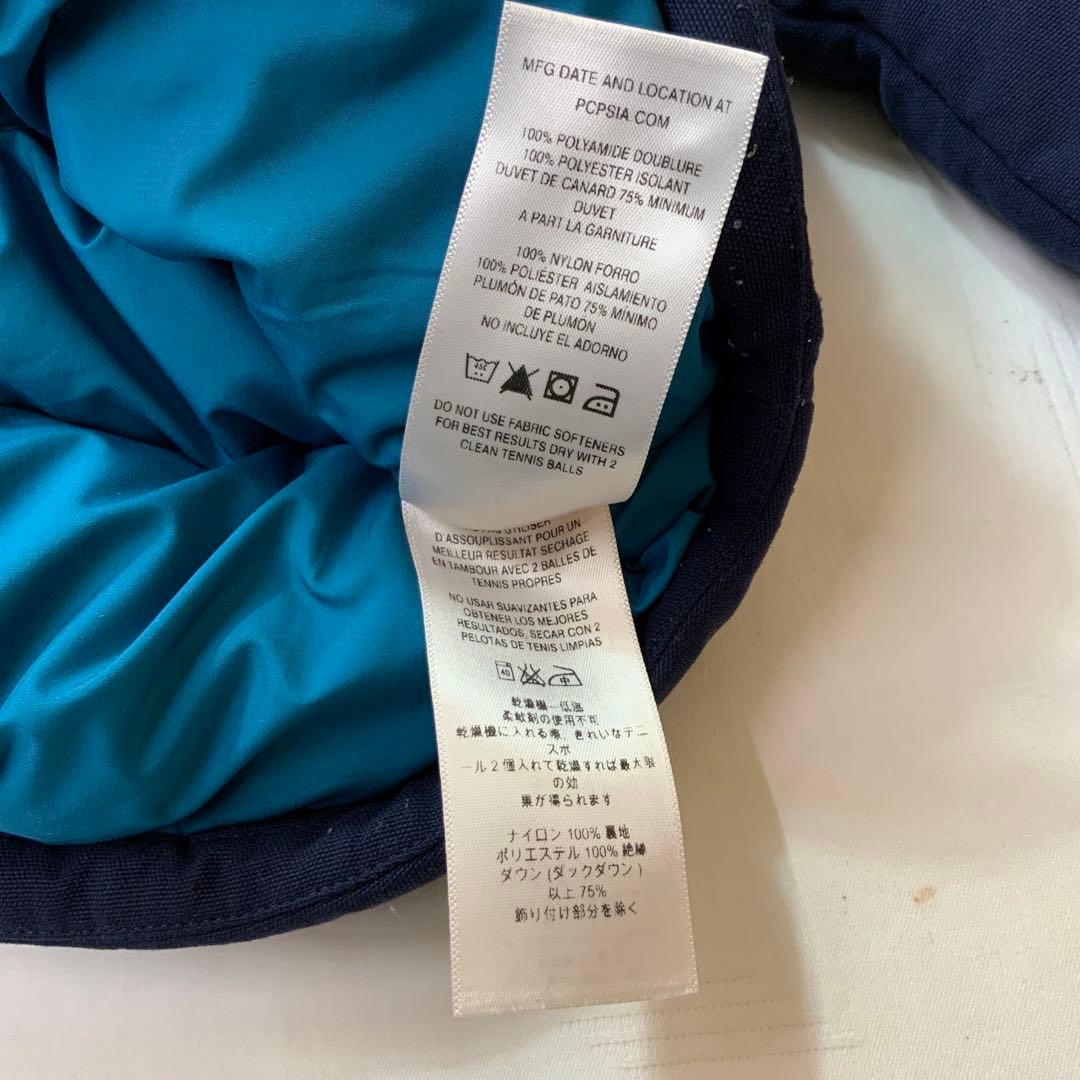 MFG DATE AND LOCATION AT
PCPSIA.COM
100% POLYAMIDE DOUBLURE
100% POLYESTER ISOLANT
DUVET DE CANARD 75% MINIMUM
DUVET
A PART LA GARNITURE
100% NYLON FORRO
100% POLIÉSTER AISLAMIENTO
PLUMÓN DE PATO 75% MÍNIMO
DE PLUMÓN
NO INCLUYE EL ADORNO
DO NOT USE FABRIC SOFTENERS
FOR BEST RESULTS DRY WITH 2
CLEAN TENNIS BALLS
UTILISER
D'ASSOUPLISSANT POUR UN
MEILLEUR RESULTAT SECHAGE
EN TAMBOUR AVEC 2 BALLES DE
TENNIS PROPRES
NO USAR SUAVIZANTES PARA
OBTENER LOS MEJORES
RESULTADOS, SECAR CON 2
PELOTAS DE TENIS LIMPIAS
40
中
乾燥機―低温
柔軟剤の使用不可
乾燥機に入れる際、きれいなテニ
スボ
ール2個入れて乾燥すれば最大限
の効
果が得られます
ナイロン 100% 裏地
ポリエステル 100% 絶縁
ダウン (ダックダウン )
以上 75%
飾り付け部分を除く